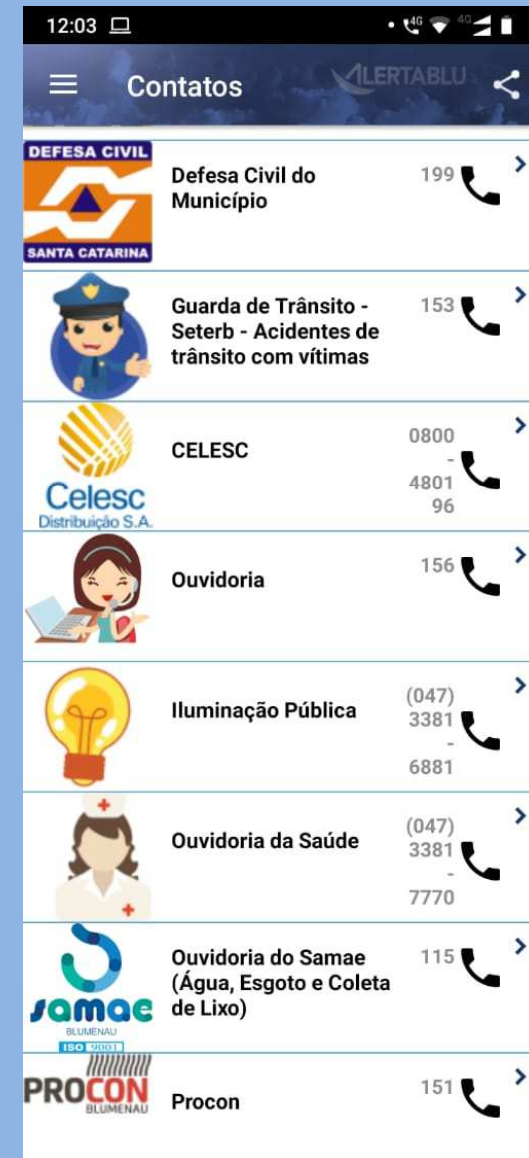 12:03
4G
4G
Contatos
ALERTABLU
DEFESA CIVIL
SANTA CATARINA
Defesa Civil do
Município
199
Guarda de Trânsito -
Seterb - Acidentes de
trânsito com vítimas
153
Celesc
Distribuição S.A.
CELESC
0800
-
4801
96
Ouvidoria
156
Iluminação Pública
(047)
3381
-
6881
Ouvidoria da Saúde
(047)
3381
-
7770
samae
BLUMENAU
ISO 9001
Ouvidoria do Samae
(Água, Esgoto e Coleta
de Lixo)
115
PROCON
BLUMENAU
Procon
151